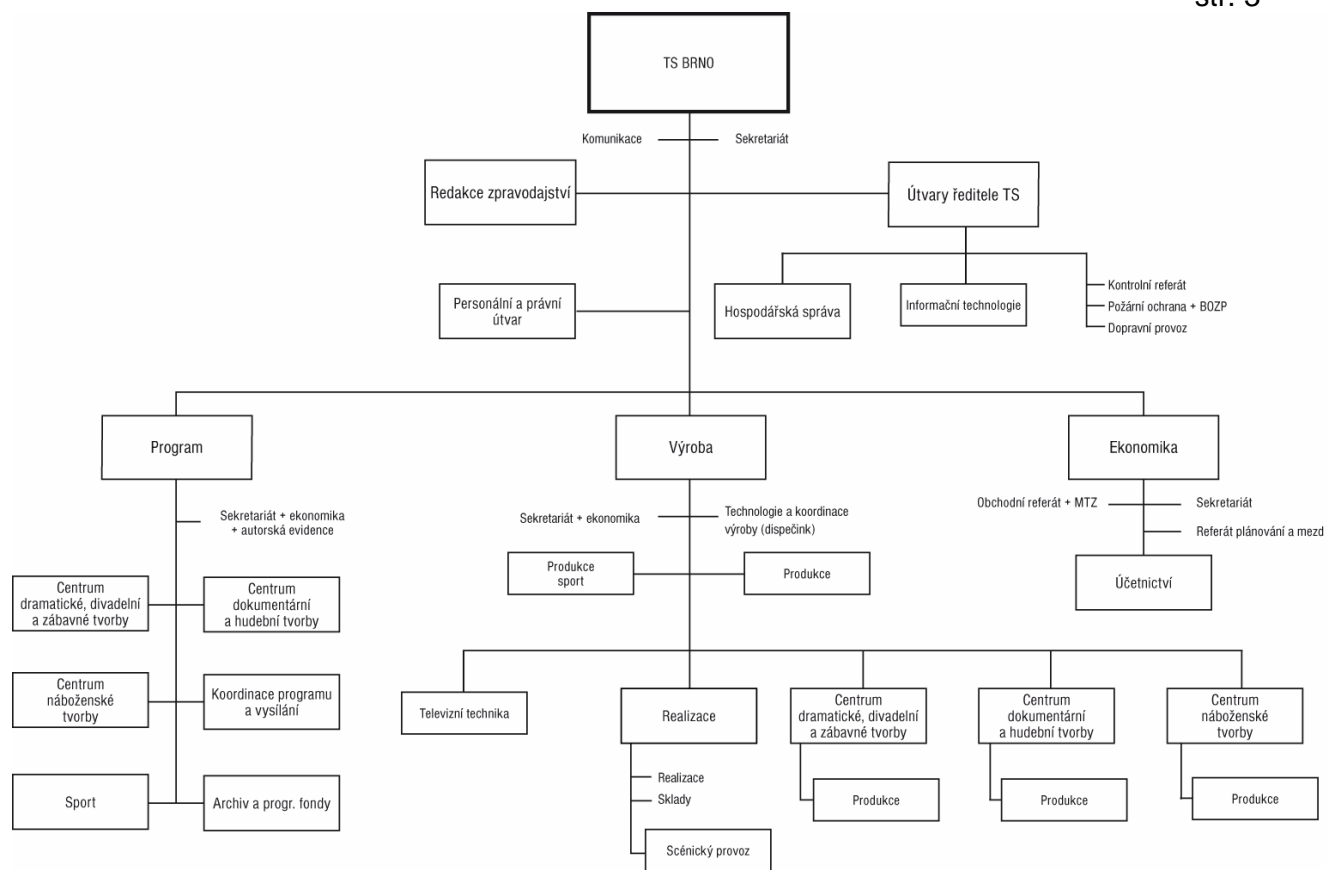 str. 5
TS BRNO
Komunikace
Sekretariát
Redakce zpravodajství
Útvary ředitele TS
Personální a právní
útvar
Hospodářská správa
Informační technologie
Kontrolní referát
Požární ochrana + BOZP
Dopravní provoz
Program
Výroba
Ekonomika
Sekretariát + ekonomika
+ autorská evidence
Sekretariát + ekonomika
Technologie a koordinace
výroby (dispečink)
Obchodní referát + MTZ
Sekretariát
Referát plánování a mezd
Produkce
sport
Produkce
Účetnictví
Centrum
dramatické, divadelní
a zábavné tvorby
Centrum
dokumentární
a hudební tvorby
Centrum
náboženské
tvorby
Koordinace programu
a vysílání
Sport
Archiv a progr. fondy
Televizní technika
Realizace
Centrum
dramatické, divadelní
a zábavné tvorby
Centrum
dokumentární
a hudební tvorby
Centrum
náboženské
tvorby
Realizace
Sklady
Scénický provoz
Produkce
Produkce
Produkce